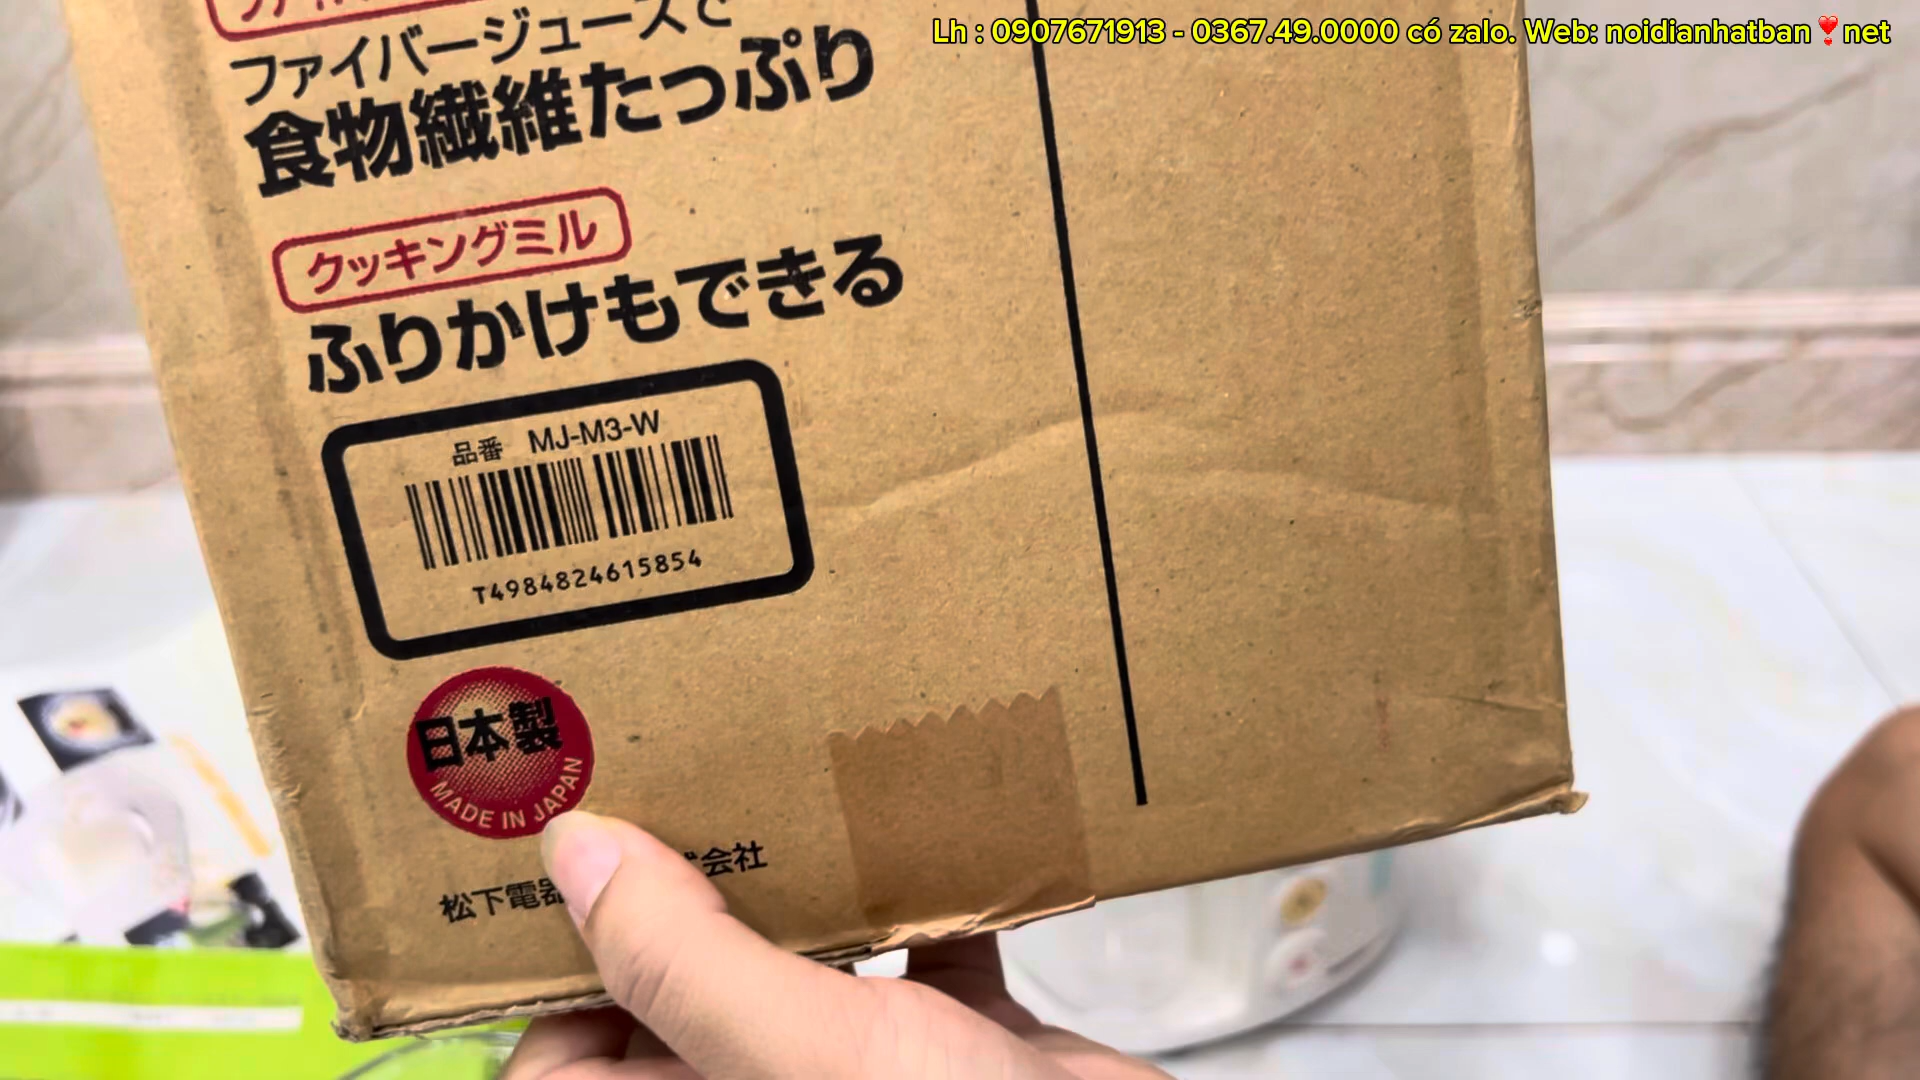 Lh : 0907671913 - 0367.49.0000 có zalo. Web: noidianhatban❣️net
ファイバージュースで
食物繊維たっぷり
クッキングミル
ふりかけもできる
品番 MJ-M3-W
T4984824615854
日本製
MADE IN JAPAN
松下電器 会社